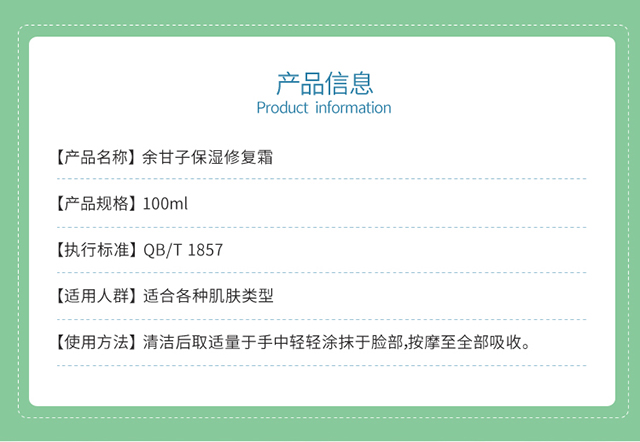 产品信息
Product information
【产品名称】余甘子保湿修复霜
【产品规格】100ml
【执行标准】QB/T 1857
【适用人群】适合各种肌肤类型
【使用方法】清洁后取适量于手中轻轻涂抹于脸部,按摩至全部吸收。